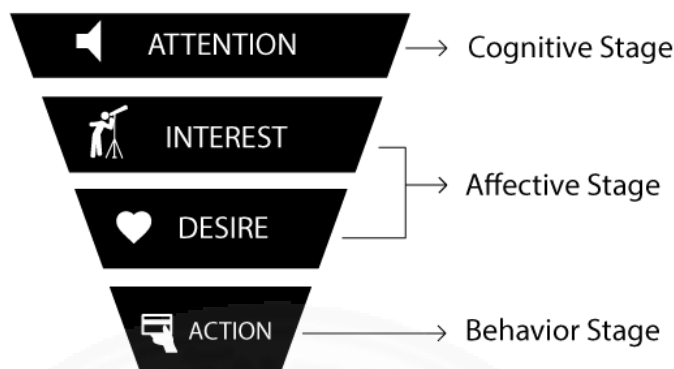 ATTENTION
Cognitive Stage
INTEREST
Affective Stage
DESIRE
ACTION
Behavior Stage